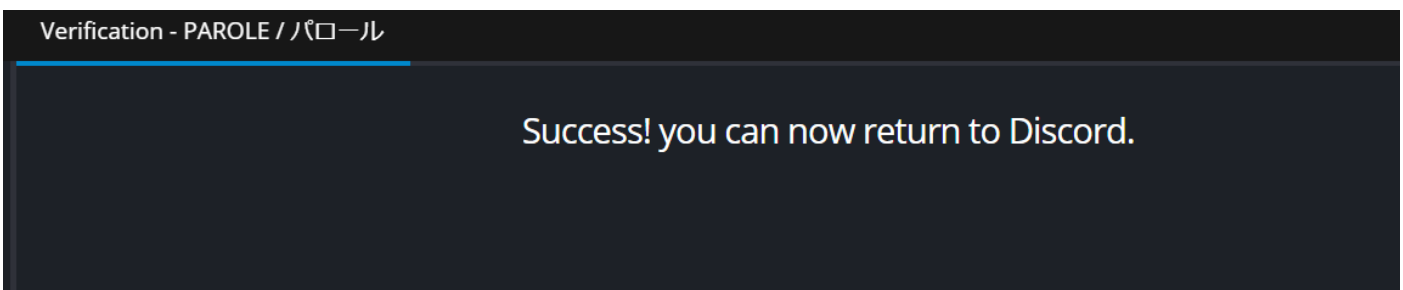 Verification - PAROLE / パロール
Success! you can now return to Discord.